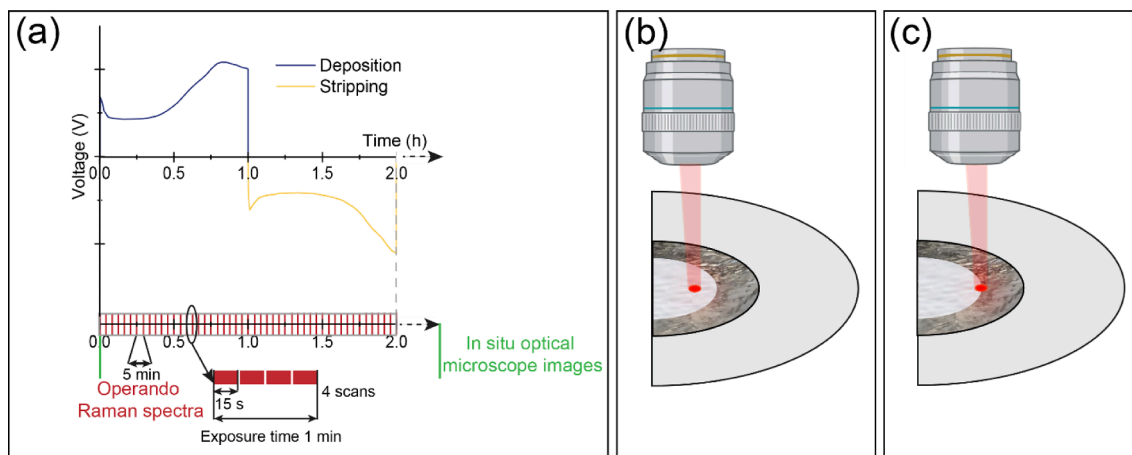 (a)
Deposition
Stripping
Voltage (V)
Time (h)
0.0 0.5 1.0 1.5 2.0
0.0 0.5 1.0 1.5 2.0
5 min
Operando
Raman spectra
In situ optical
microscope images
15 s
4 scans
Exposure time 1 min
(b)
(c)